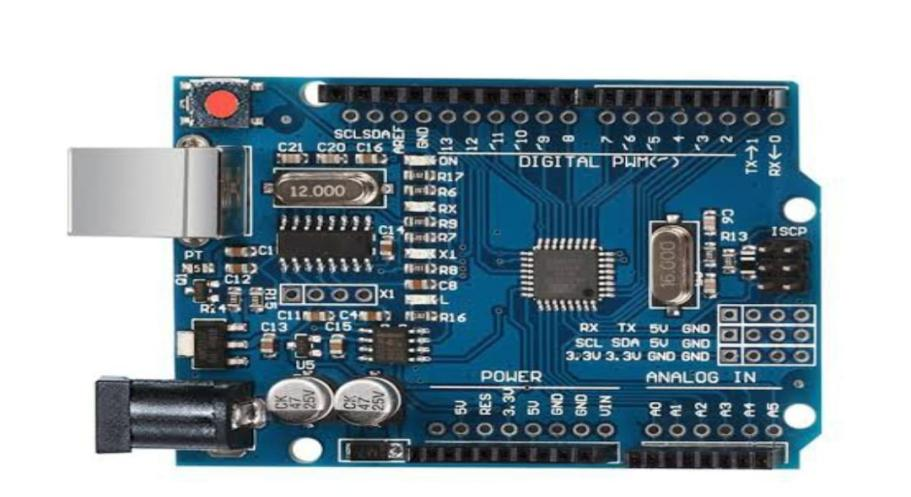 SCL SDA AREF GND 13 12 ~11 ~10 ~9 8 7 ~6 ~5 4 ~3 2 TX→1 RX←0
C21 C20 C16
ON
DIGITAL PWM(~)
R17
12.000
R6
RX
C6
R9
C14
R7
R13
ISCP
C1
X1
PT
R8
16.000
C12
C8
X1
L
R15
C11 C4
R16
C13
C15
RX TX 5V GND
SCL SDA 5V GND
3.3V 3.3V GND GND
U5
POWER
ANALOG IN
CK
47
25V
CK
47
25V
5V RES 3.3V 5V GND GND VIN
A0 A1 A2 A3 A4 A5